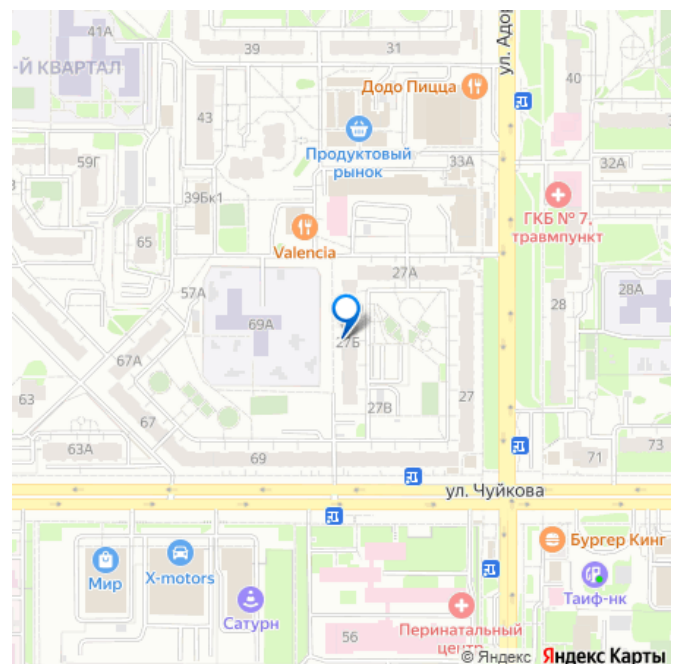 41А
39
31
ул. Адо
-Й КВАРТАЛ
Додо Пицца
40
43
Продуктовый
рынок
33А
32А
59Г
39Бк1
ГКБ № 7,
травмпункт
65
Valencia
27А
28А
57А
28
69А
27Б
67А
63
67
27В
27
63А
69
71
73
ул. Чуйкова
Мир
X-motors
Сатурн
Бургер Кинг
Таиф-нк
56
Перинатальный
центр
© Яндекс Яндекс Карты